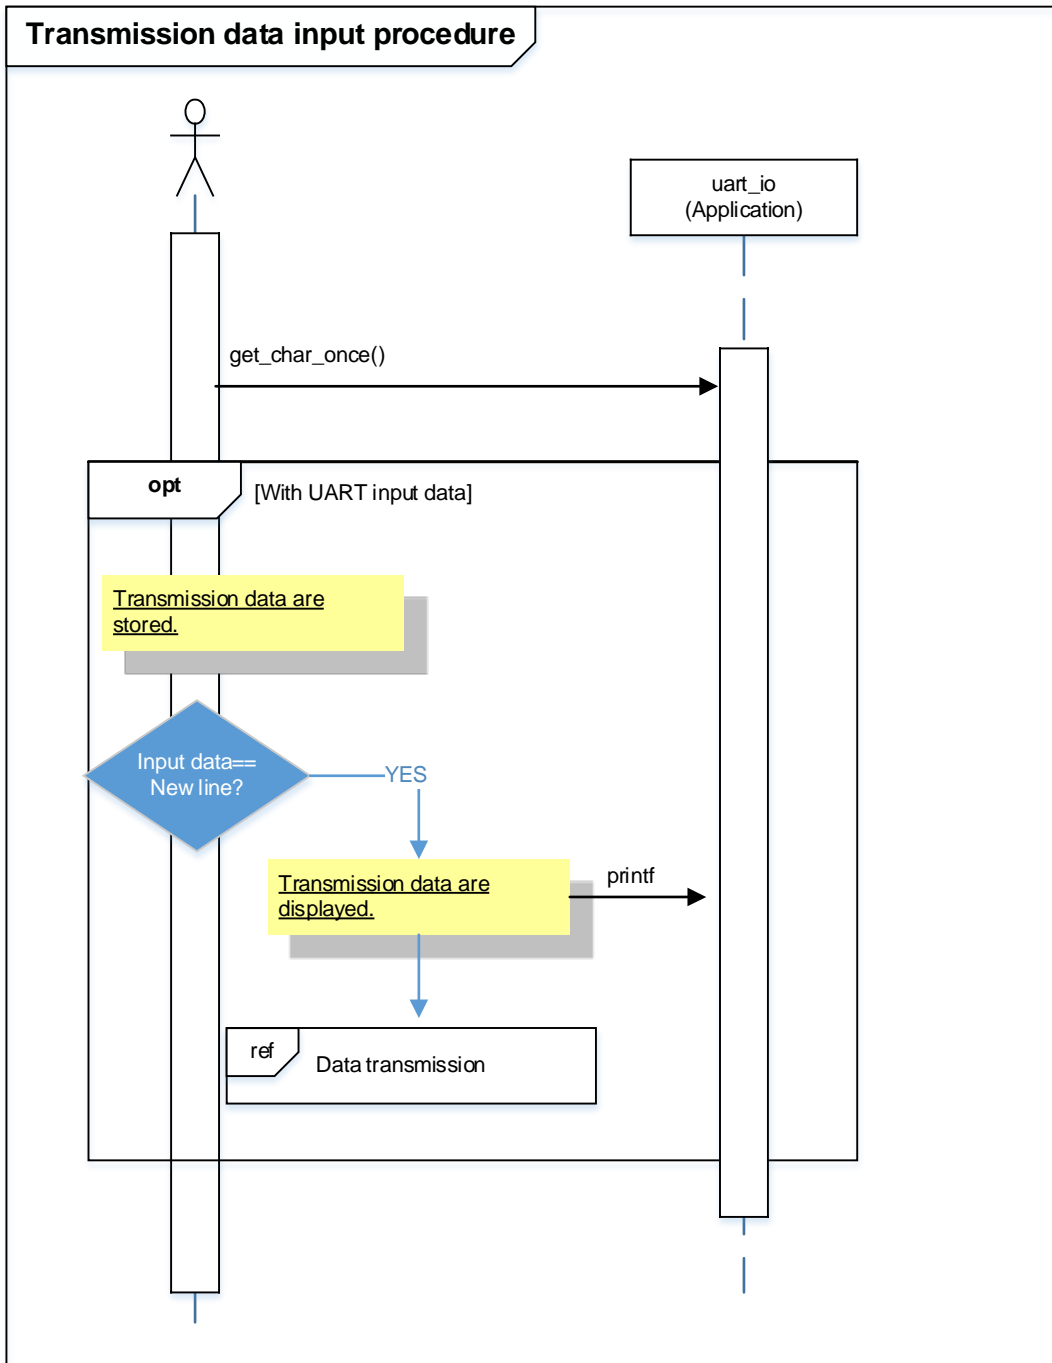 Transmission data input procedure
uart_io
(Application)
get_char_once()
opt
[With UART input data]
Transmission data are
stored.
Input data==
New line?
YES
Transmission data are
displayed.
printf
ref
Data transmission